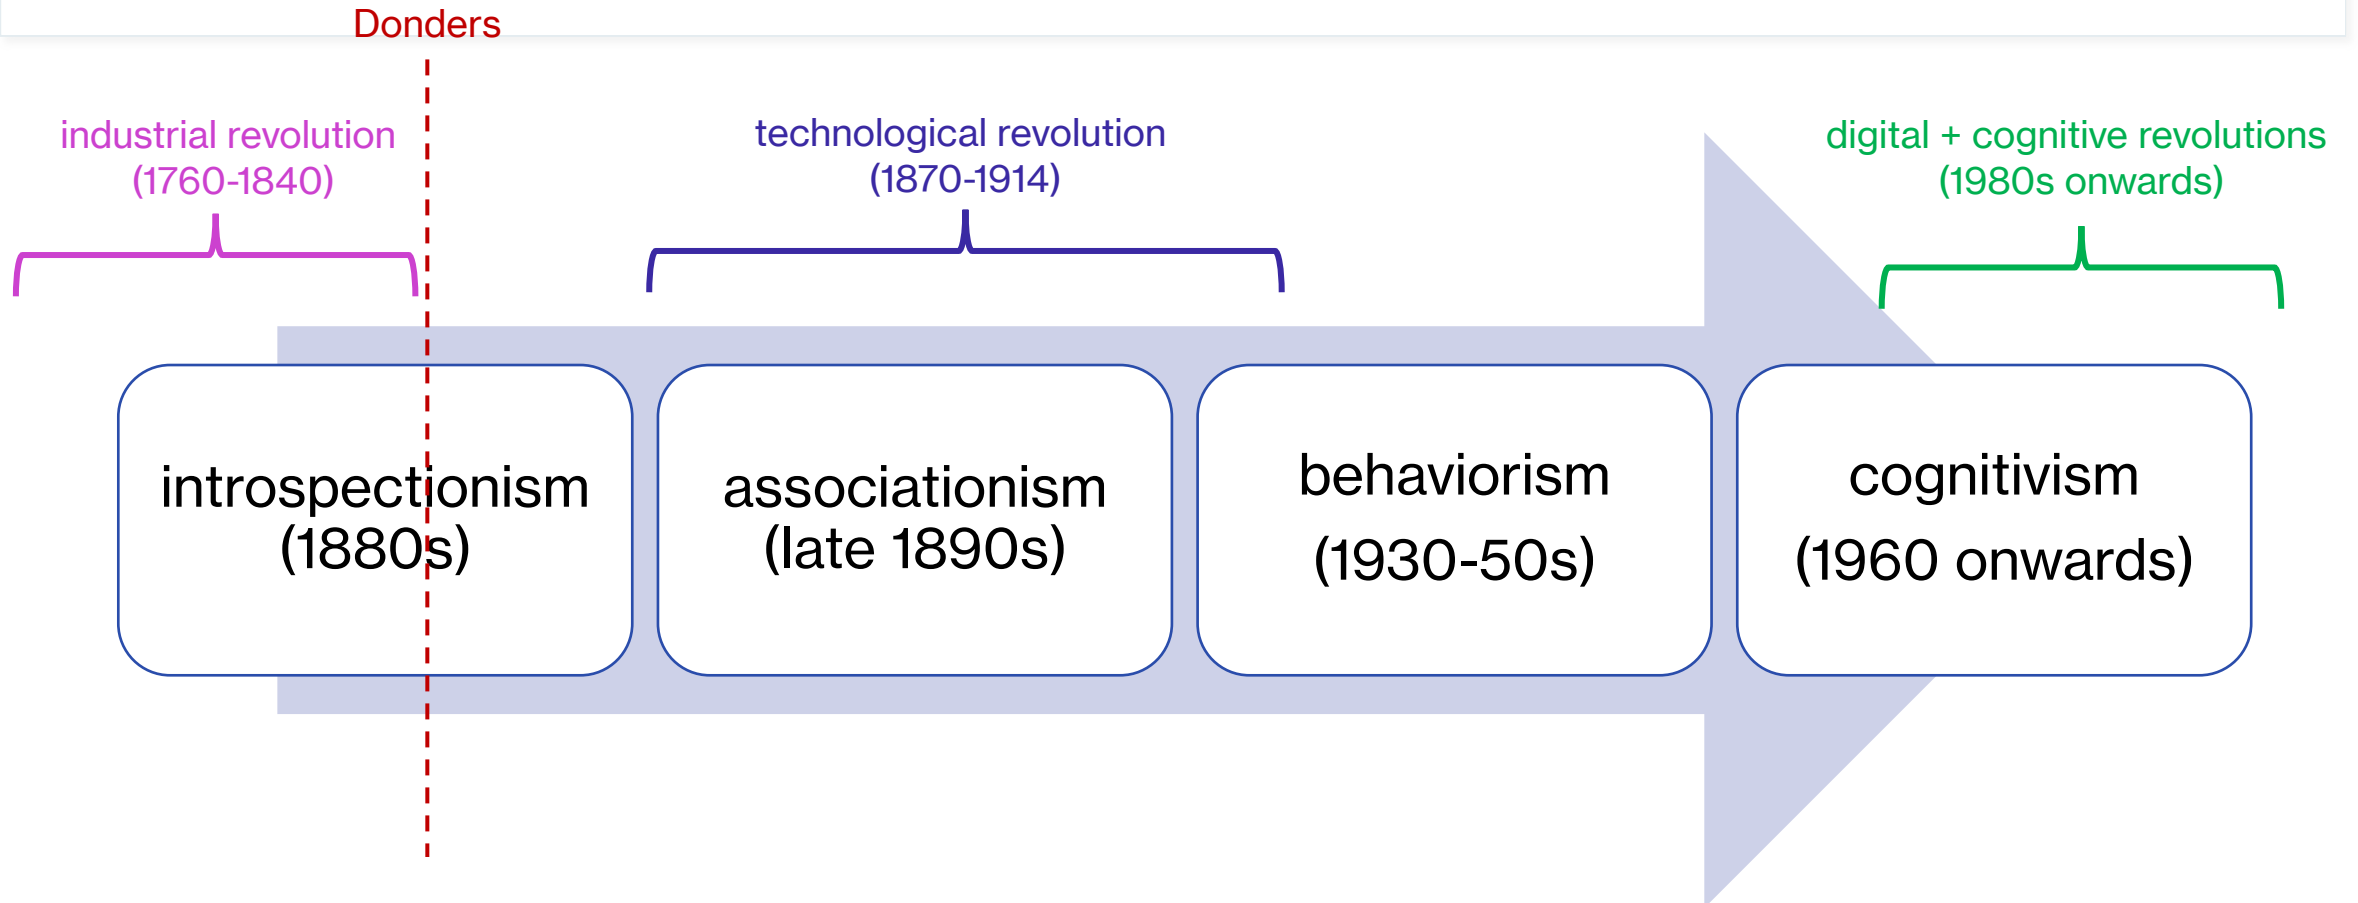 Donders
industrial revolution
(1760-1840)
technological revolution
(1870-1914)
digital + cognitive revolutions
(1980s onwards)
introspectionism
(1880s)
associationism
(late 1890s)
behaviorism
(1930-50s)
cognitivism
(1960 onwards)